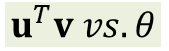 𝐮ᵀ𝐯 𝑣𝑠. 𝜃